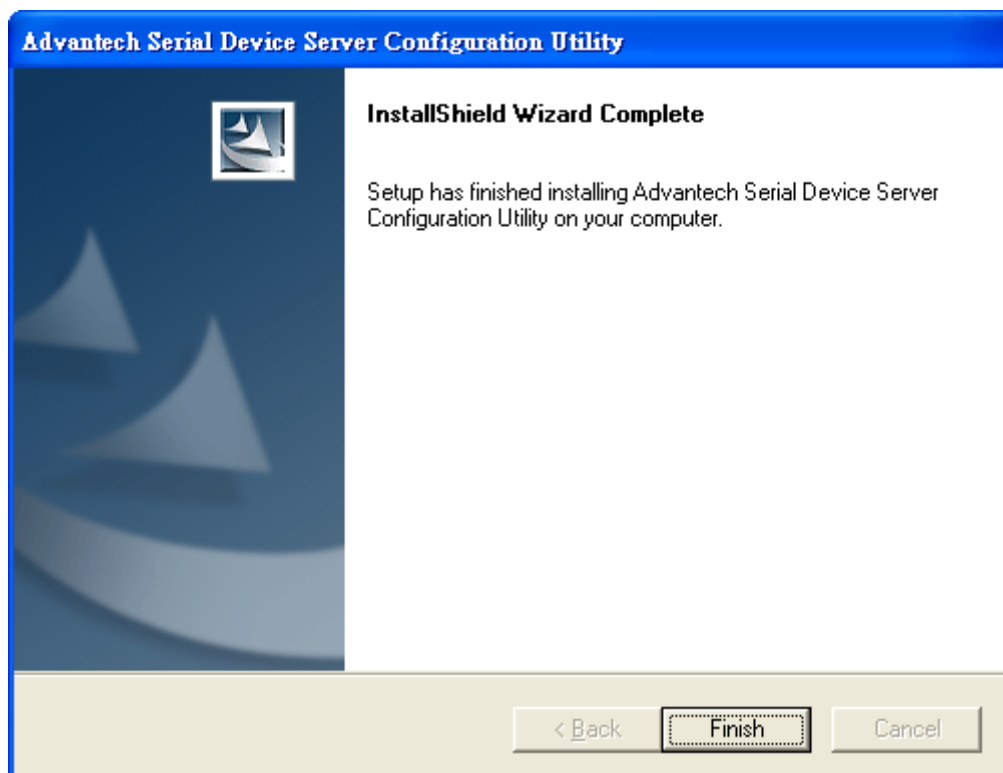 Advantech Serial Device Server Configuration Utility
InstallShield Wizard Complete
Setup has finished installing Advantech Serial Device Server
Configuration Utility on your computer.
< Back
Finish
Cancel